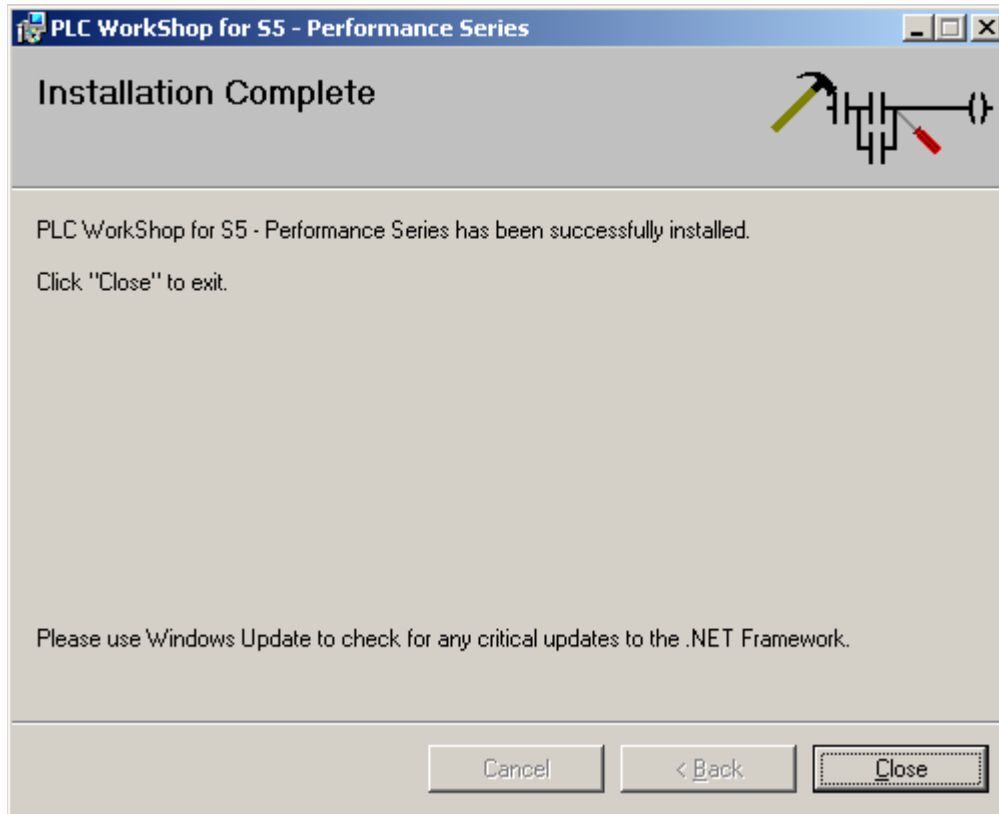 PLC WorkShop for S5 - Performance Series
Installation Complete
PLC WorkShop for S5 - Performance Series has been successfully installed.
Click "Close" to exit.
Please use Windows Update to check for any critical updates to the .NET Framework.
Cancel
< Back
Close